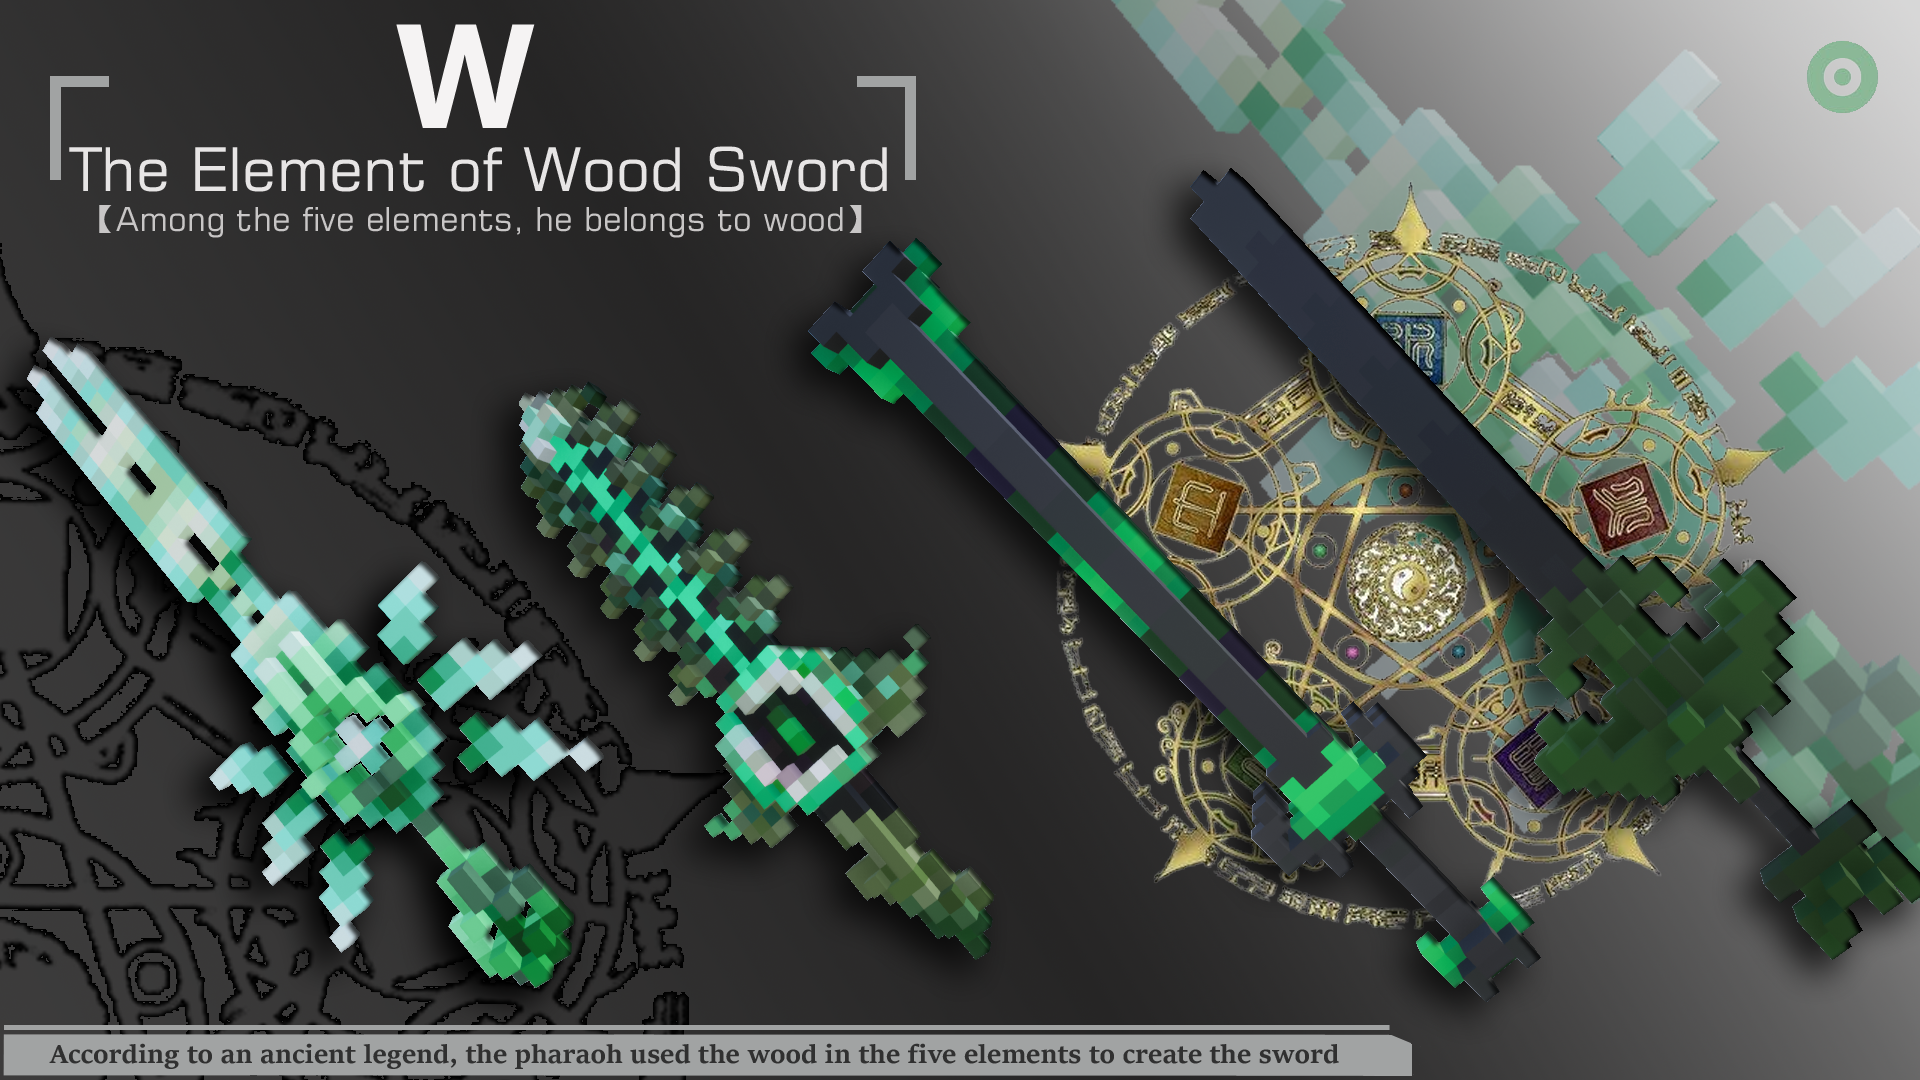 W
The Element of Wood Sword
【Among the five elements, he belongs to wood】
According to an ancient legend, the pharaoh used the wood in the five elements to create the sword